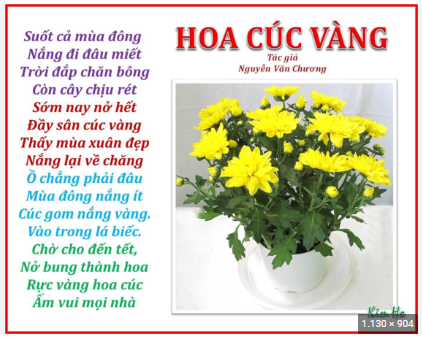 HOA CÚC VÀNG
Tác giả
Nguyễn Văn Chương
Suốt cả mùa đông
Nắng đi đâu miết
Trời đắp chăn bông
Còn cây chịu rét
Sớm nay nở hết
Đầy sân cúc vàng
Thấy mùa xuân đẹp
Nắng lại về chăng
Ồ chẳng phải đâu
Mùa đông nắng ít
Cúc gom nắng vàng.
Vào trong lá biếc.
Chờ cho đến tết,
Nở bung thành hoa
Rực vàng hoa cúc
Ấm vui mọi nhà
Kim Ho
1.130 × 904